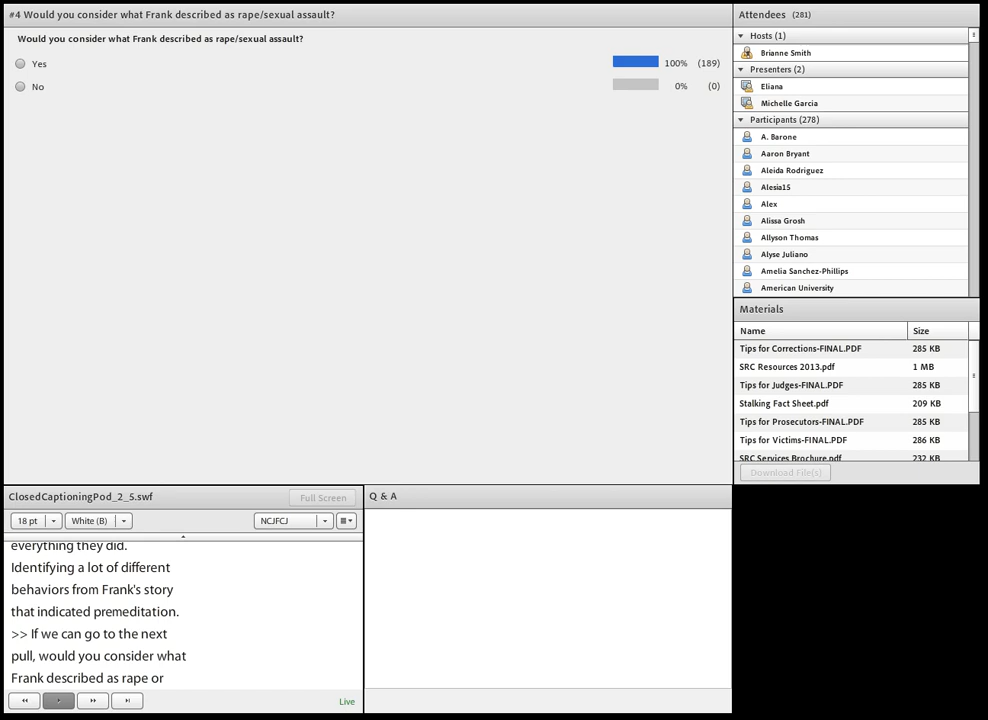 #4 Would you consider what Frank described as rape/sexual assault?
Would you consider what Frank described as rape/sexual assault?
Yes 100% (189)
No 0% (0)
Attendees (281)
Hosts (1)
Brianne Smith
Presenters (2)
Eliana
Michelle Garcia
Participants (278)
A. Barone
Aaron Bryant
Aleida Rodriguez
Alesia15
Alex
Alissa Grosh
Allyson Thomas
Alyse Juliano
Amelia Sanchez-Phillips
American University
Materials
Name Size
Tips for Corrections-FINAL.PDF 285 KB
SRC Resources 2013.pdf 1 MB
Tips for Judges-FINAL.PDF 285 KB
Stalking Fact Sheet.pdf 209 KB
Tips for Prosecutors-FINAL.PDF 285 KB
Tips for Victims-FINAL.PDF 286 KB
SRC Services Brochure.pdf 232 KB
Download File(s)
ClosedCaptioningPod_2_5.swf Full Screen
18 pt White (B) NCJFCJ
everything they did.
Identifying a lot of different
behaviors from Frank's story
that indicated premeditation.
>> If we can go to the next
pull, would you consider what
Frank described as rape or
Live
Q & A